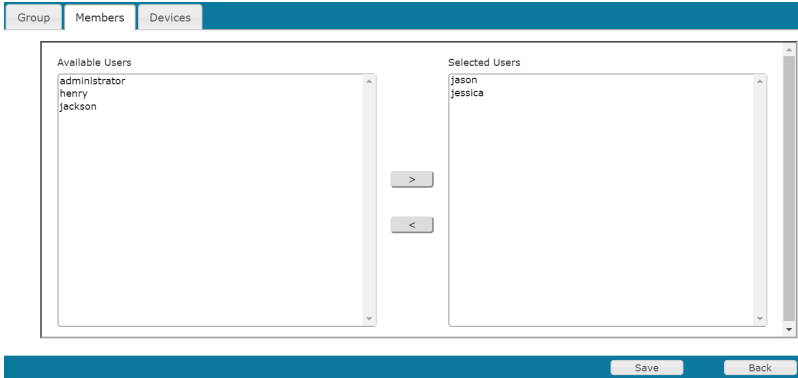 Group Members Devices
Available Users
administrator
henry
jackson
>
<
Selected Users
jason
jessica
Save Back